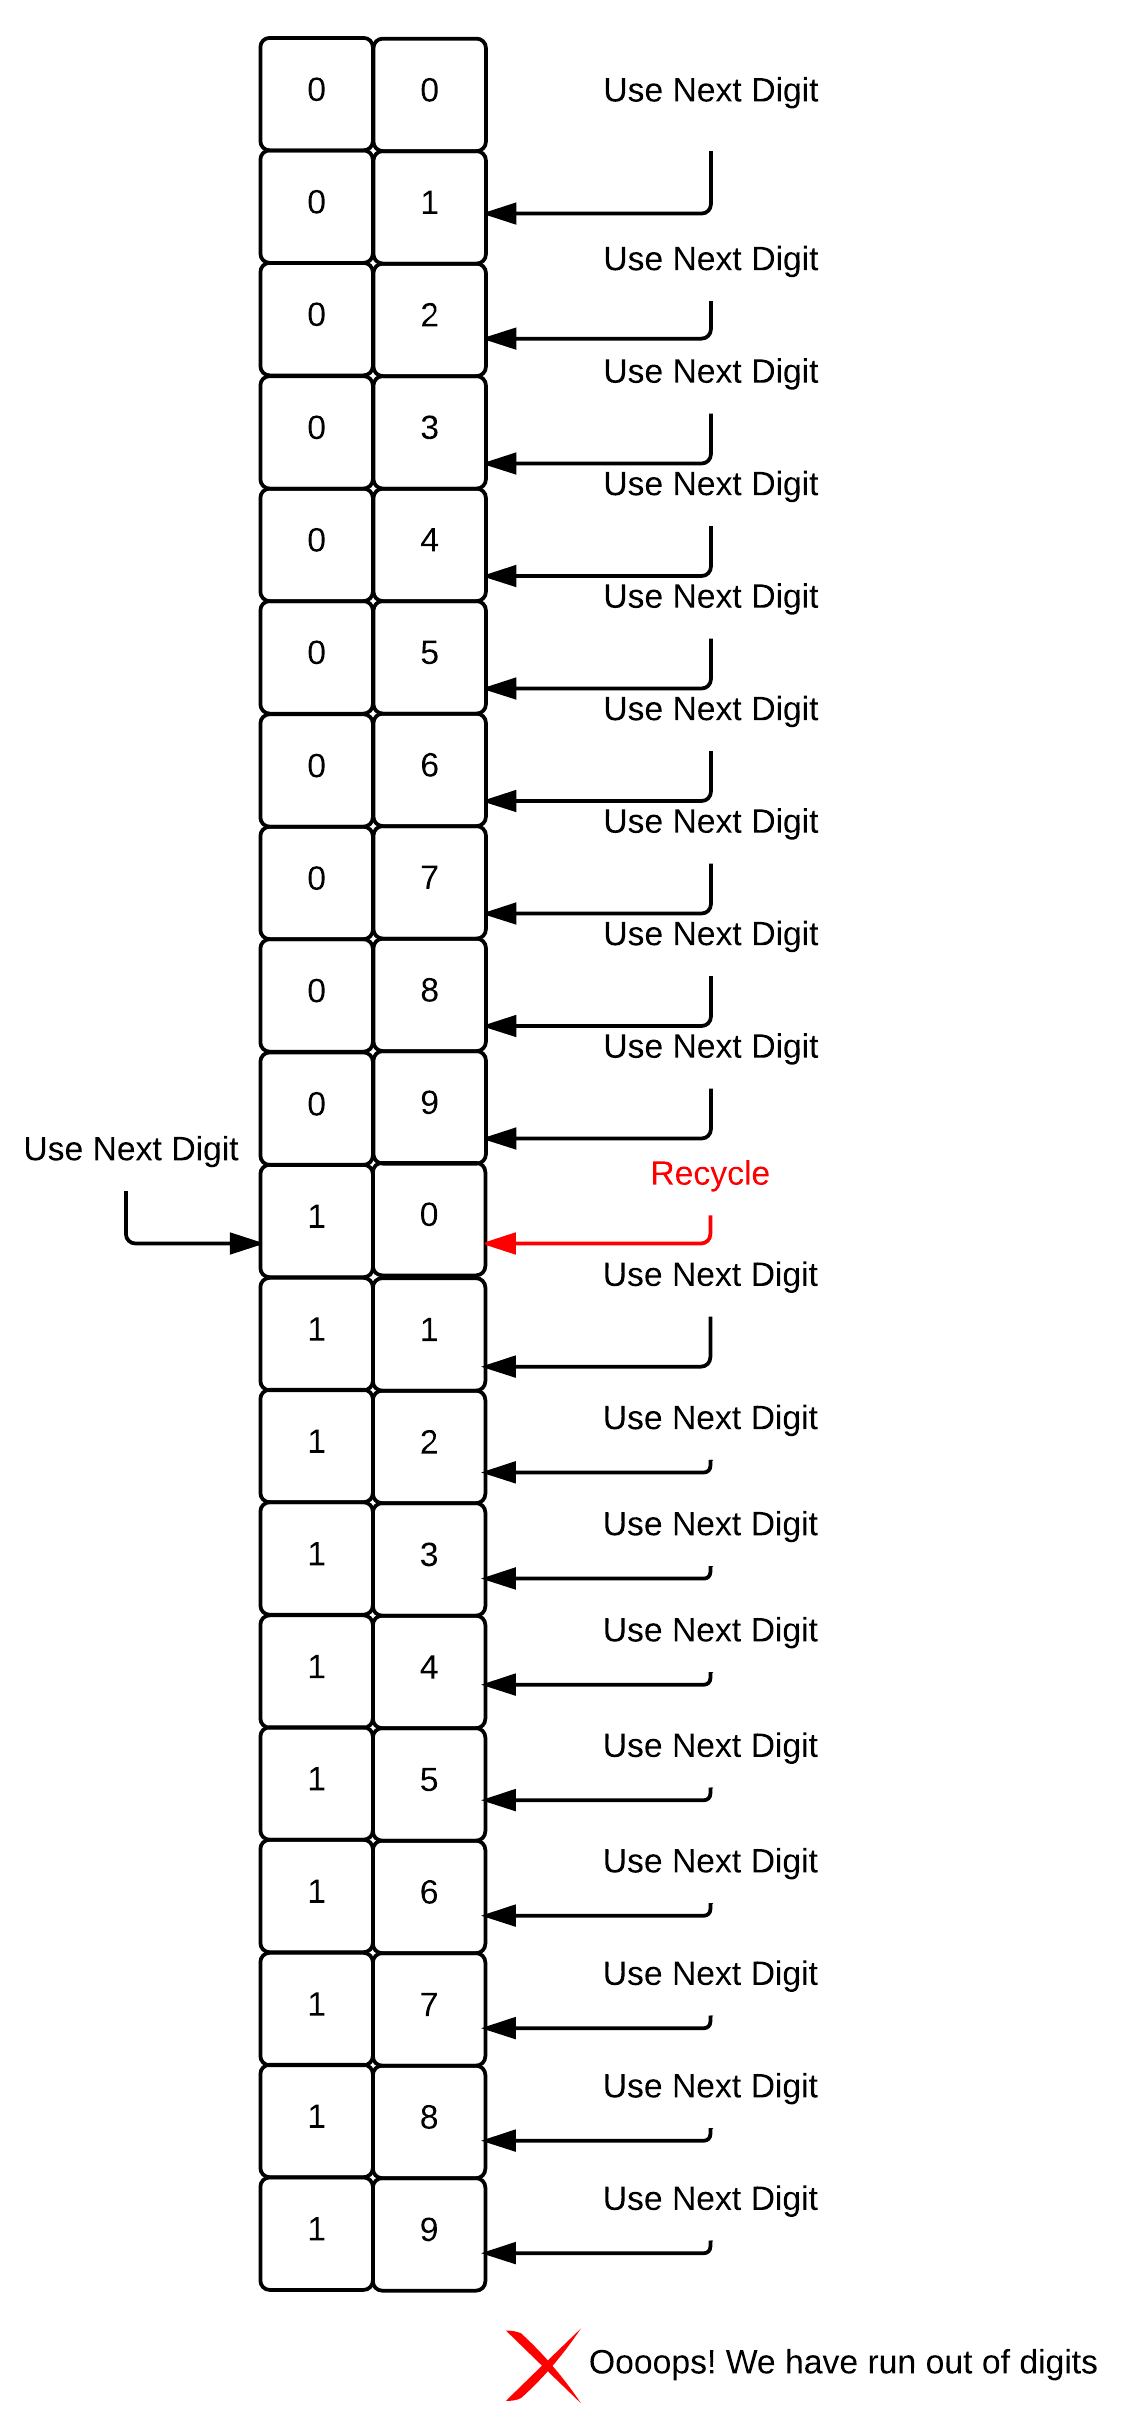 0 0 Use Next Digit
0 1
Use Next Digit
0 2
Use Next Digit
0 3
Use Next Digit
0 4
Use Next Digit
0 5
Use Next Digit
0 6
Use Next Digit
0 7
Use Next Digit
0 8
Use Next Digit
0 9
Use Next Digit
Recycle
1 0
Use Next Digit
1 1
Use Next Digit
1 2
Use Next Digit
1 3
Use Next Digit
1 4
Use Next Digit
1 5
Use Next Digit
1 6
Use Next Digit
1 7
Use Next Digit
1 8
Use Next Digit
1 9
Oooops! We have run out of digits